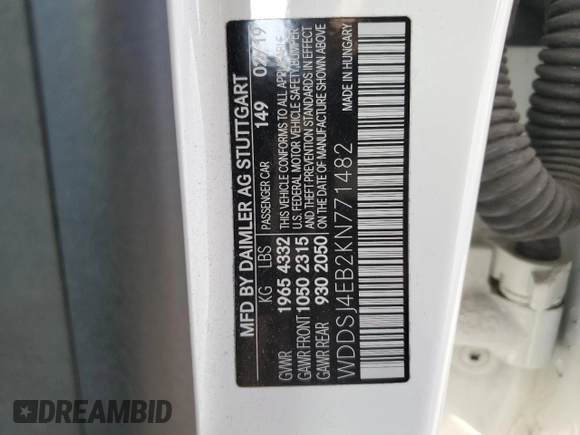 MFD BY DAIMLER AG STUTTGART
KG LBS PASSENGER CAR 149 02/19
GVWR 1965 4332 THIS VEHICLE CONFORMS TO ALL APPLICABLE
GAWR FRONT 1050 2315 U.S. FEDERAL MOTOR VEHICLE SAFETY, BUMPER
GAWR REAR 930 2050 AND THEFT PREVENTION STANDARDS IN EFFECT
ON THE DATE OF MANUFACTURE SHOWN ABOVE
WDDSJ4EB2KN771482 MADE IN HUNGARY
DREAMBID